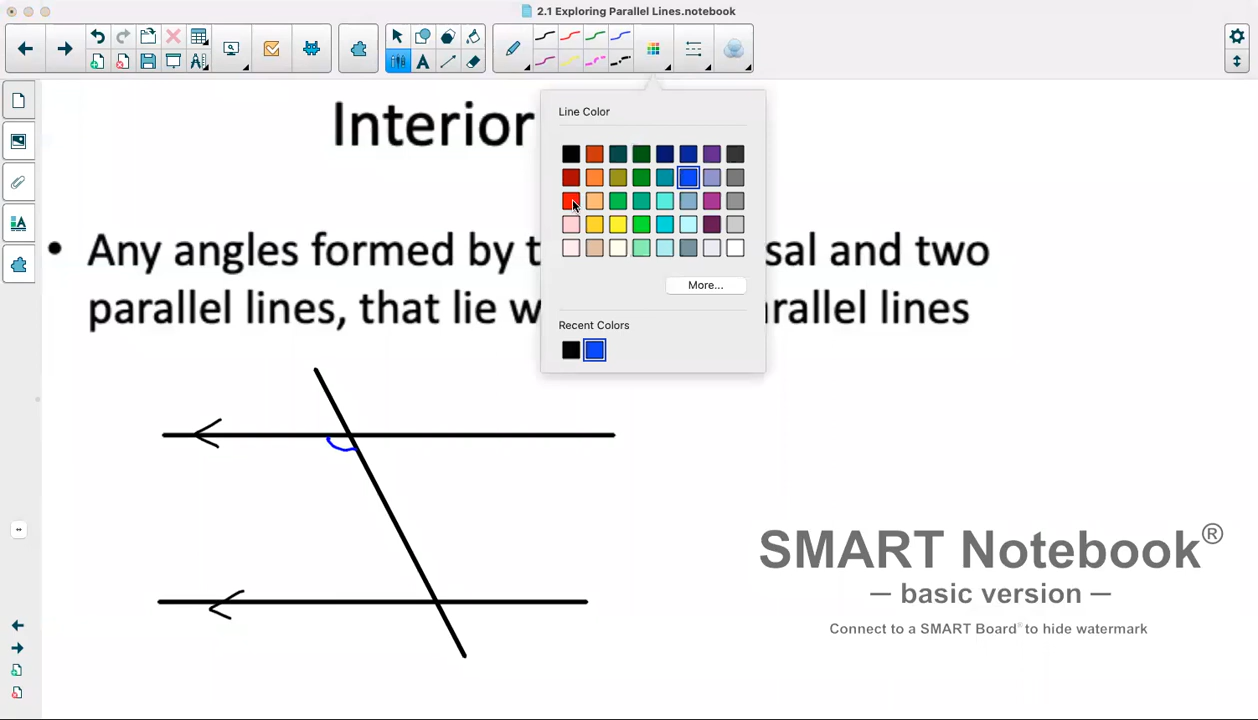 2.1 Exploring Parallel Lines.notebook
Line Color
Interior
• Any angles formed by t sal and two
parallel lines, that lie w rallel lines
More...
Recent Colors
SMART Notebook®
— basic version —
Connect to a SMART Board® to hide watermark